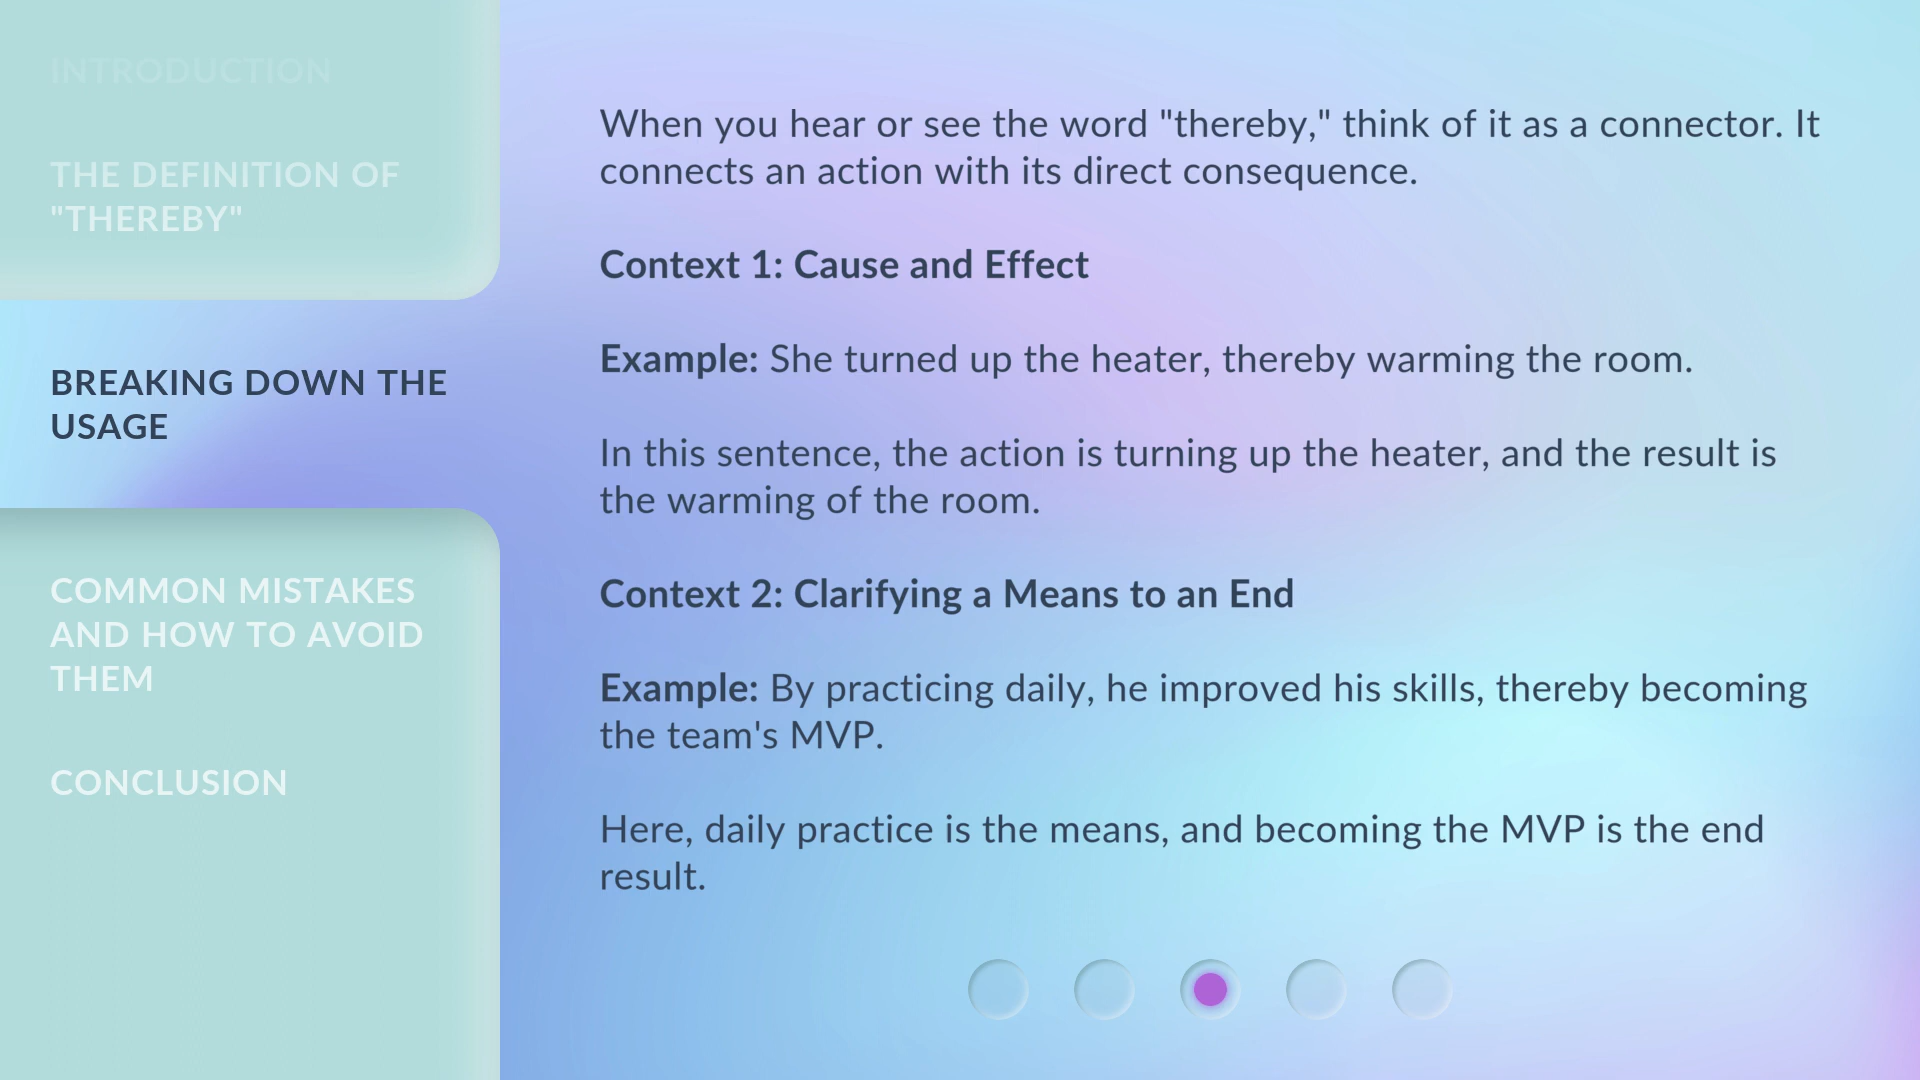 INTRODUCTION
THE DEFINITION OF
"THEREBY"
BREAKING DOWN THE
USAGE
COMMON MISTAKES
AND HOW TO AVOID
THEM
CONCLUSION
When you hear or see the word "thereby," think of it as a connector. It
connects an action with its direct consequence.
Context 1: Cause and Effect
Example: She turned up the heater, thereby warming the room.
In this sentence, the action is turning up the heater, and the result is
the warming of the room.
Context 2: Clarifying a Means to an End
Example: By practicing daily, he improved his skills, thereby becoming
the team's MVP.
Here, daily practice is the means, and becoming the MVP is the end
result.